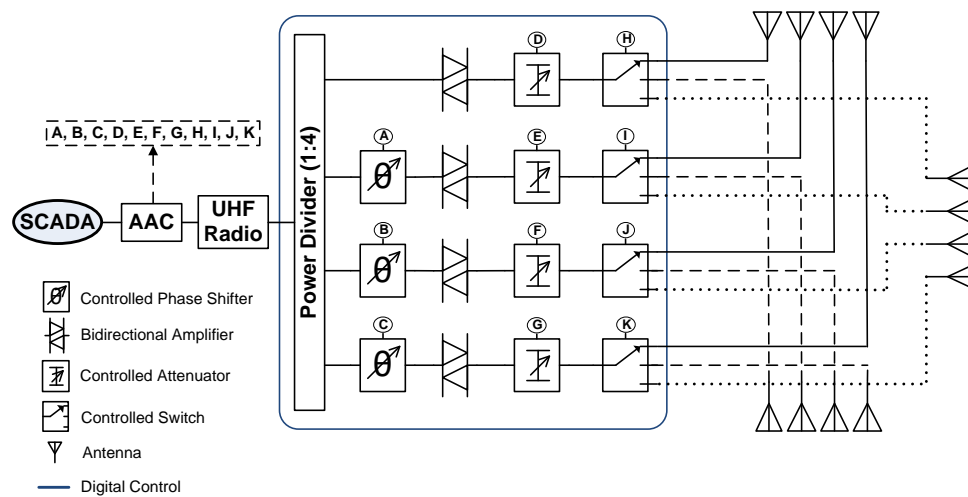 D
H
A, B, C, D, E, F, G, H, I, J, K
A
E
I
θ
SCADA
AAC
UHF
Radio
Power Divider (1:4)
B
F
J
θ
C
G
K
θ
θ
Controlled Phase Shifter
Bidirectional Amplifier
Controlled Attenuator
Controlled Switch
Antenna
Digital Control